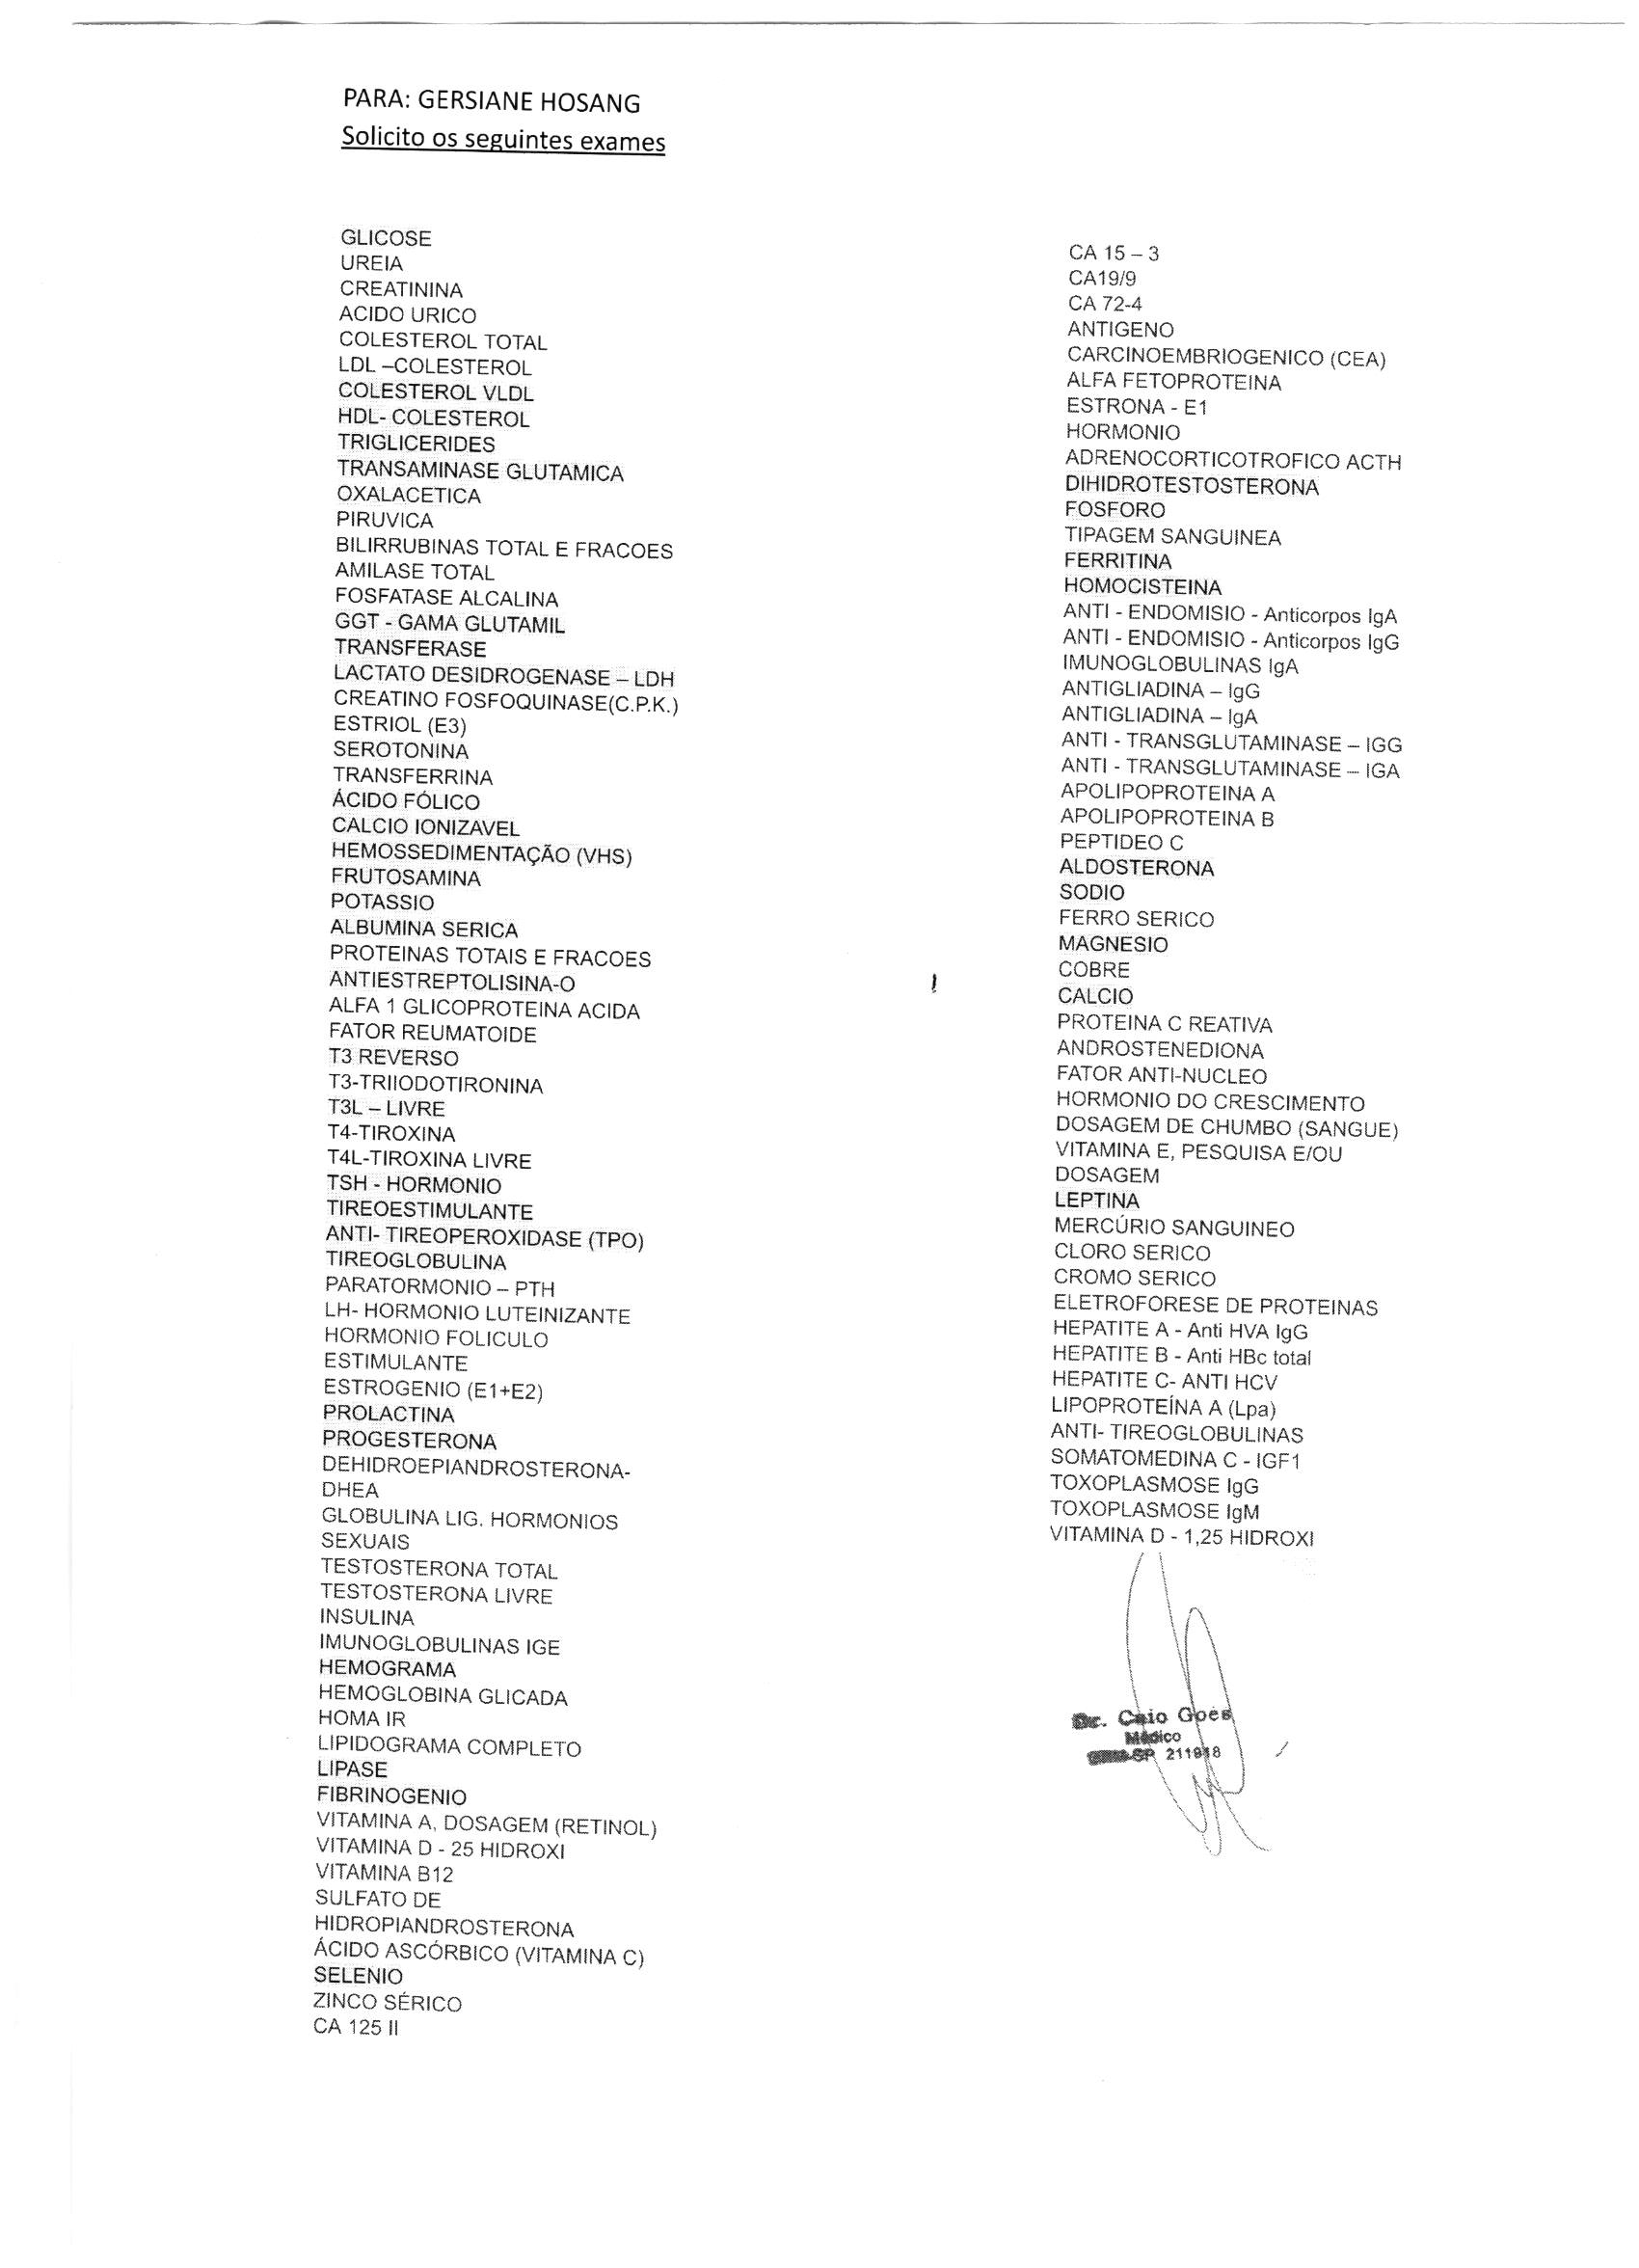 PARA: GERSIANE HOSANG
Solicito os seguintes exames
GLICOSE
UREIA
CREATININA
ACIDO URICO
COLESTEROL TOTAL
LDL –COLESTEROL
COLESTEROL VLDL
HDL- COLESTEROL
TRIGLICERIDES
TRANSAMINASE GLUTAMICA
OXALACETICA
PIRUVICA
BILIRRUBINAS TOTAL E FRACOES
AMILASE TOTAL
FOSFATASE ALCALINA
GGT - GAMA GLUTAMIL
TRANSFERASE
LACTATO DESIDROGENASE – LDH
CREATINO FOSFOQUINASE(C.P.K.)
ESTRIOL (E3)
SEROTONINA
TRANSFERRINA
ÁCIDO FÓLICO
CALCIO IONIZAVEL
HEMOSSEDIMENTAÇÃO (VHS)
FRUTOSAMINA
POTASSIO
ALBUMINA SERICA
PROTEINAS TOTAIS E FRACOES
ANTIESTREPTOLISINA-O
ALFA 1 GLICOPROTEINA ACIDA
FATOR REUMATOIDE
T3 REVERSO
T3-TRIIODOTIRONINA
T3L – LIVRE
T4-TIROXINA
T4L-TIROXINA LIVRE
TSH - HORMONIO
TIREOESTIMULANTE
ANTI- TIREOPEROXIDASE (TPO)
TIREOGLOBULINA
PARATORMONIO – PTH
LH- HORMONIO LUTEINIZANTE
HORMONIO FOLICULO
ESTIMULANTE
ESTROGENIO (E1+E2)
PROLACTINA
PROGESTERONA
DEHIDROEPIANDROSTERONA-
DHEA
GLOBULINA LIG. HORMONIOS
SEXUAIS
TESTOSTERONA TOTAL
TESTOSTERONA LIVRE
INSULINA
IMUNOGLOBULINAS IGE
HEMOGRAMA
HEMOGLOBINA GLICADA
HOMA IR
LIPIDOGRAMA COMPLETO
LIPASE
FIBRINOGENIO
VITAMINA A, DOSAGEM (RETINOL)
VITAMINA D - 25 HIDROXI
VITAMINA B12
SULFATO DE
HIDROPIANDROSTERONA
ÁCIDO ASCÓRBICO (VITAMINA C)
SELENIO
ZINCO SÉRICO
CA 125 II
CA 15 – 3
CA19/9
CA 72-4
ANTIGENO
CARCINOEMBRIOGENICO (CEA)
ALFA FETOPROTEINA
ESTRONA - E1
HORMONIO
ADRENOCORTICOTROFICO ACTH
DIHIDROTESTOSTERONA
FOSFORO
TIPAGEM SANGUINEA
FERRITINA
HOMOCISTEINA
ANTI - ENDOMISIO - Anticorpos IgA
ANTI - ENDOMISIO - Anticorpos IgG
IMUNOGLOBULINAS IgA
ANTIGLIADINA – IgG
ANTIGLIADINA – IgA
ANTI - TRANSGLUTAMINASE – IGG
ANTI - TRANSGLUTAMINASE – IGA
APOLIPOPROTEINA A
APOLIPOPROTEINA B
PEPTIDEO C
ALDOSTERONA
SODIO
FERRO SERICO
MAGNESIO
COBRE
CALCIO
PROTEINA C REATIVA
ANDROSTENEDIONA
FATOR ANTI-NUCLEO
HORMONIO DO CRESCIMENTO
DOSAGEM DE CHUMBO (SANGUE)
VITAMINA E, PESQUISA E/OU
DOSAGEM
LEPTINA
MERCÚRIO SANGUINEO
CLORO SERICO
CROMO SERICO
ELETROFORESE DE PROTEINAS
HEPATITE A - Anti HVA IgG
HEPATITE B - Anti HBc total
HEPATITE C- ANTI HCV
LIPOPROTEÍNA A (Lpa)
ANTI- TIREOGLOBULINAS
SOMATOMEDINA C - IGF1
TOXOPLASMOSE IgG
TOXOPLASMOSE IgM
VITAMINA D - 1,25 HIDROXI
Dr. Caio Goes
Médico
SP 211918